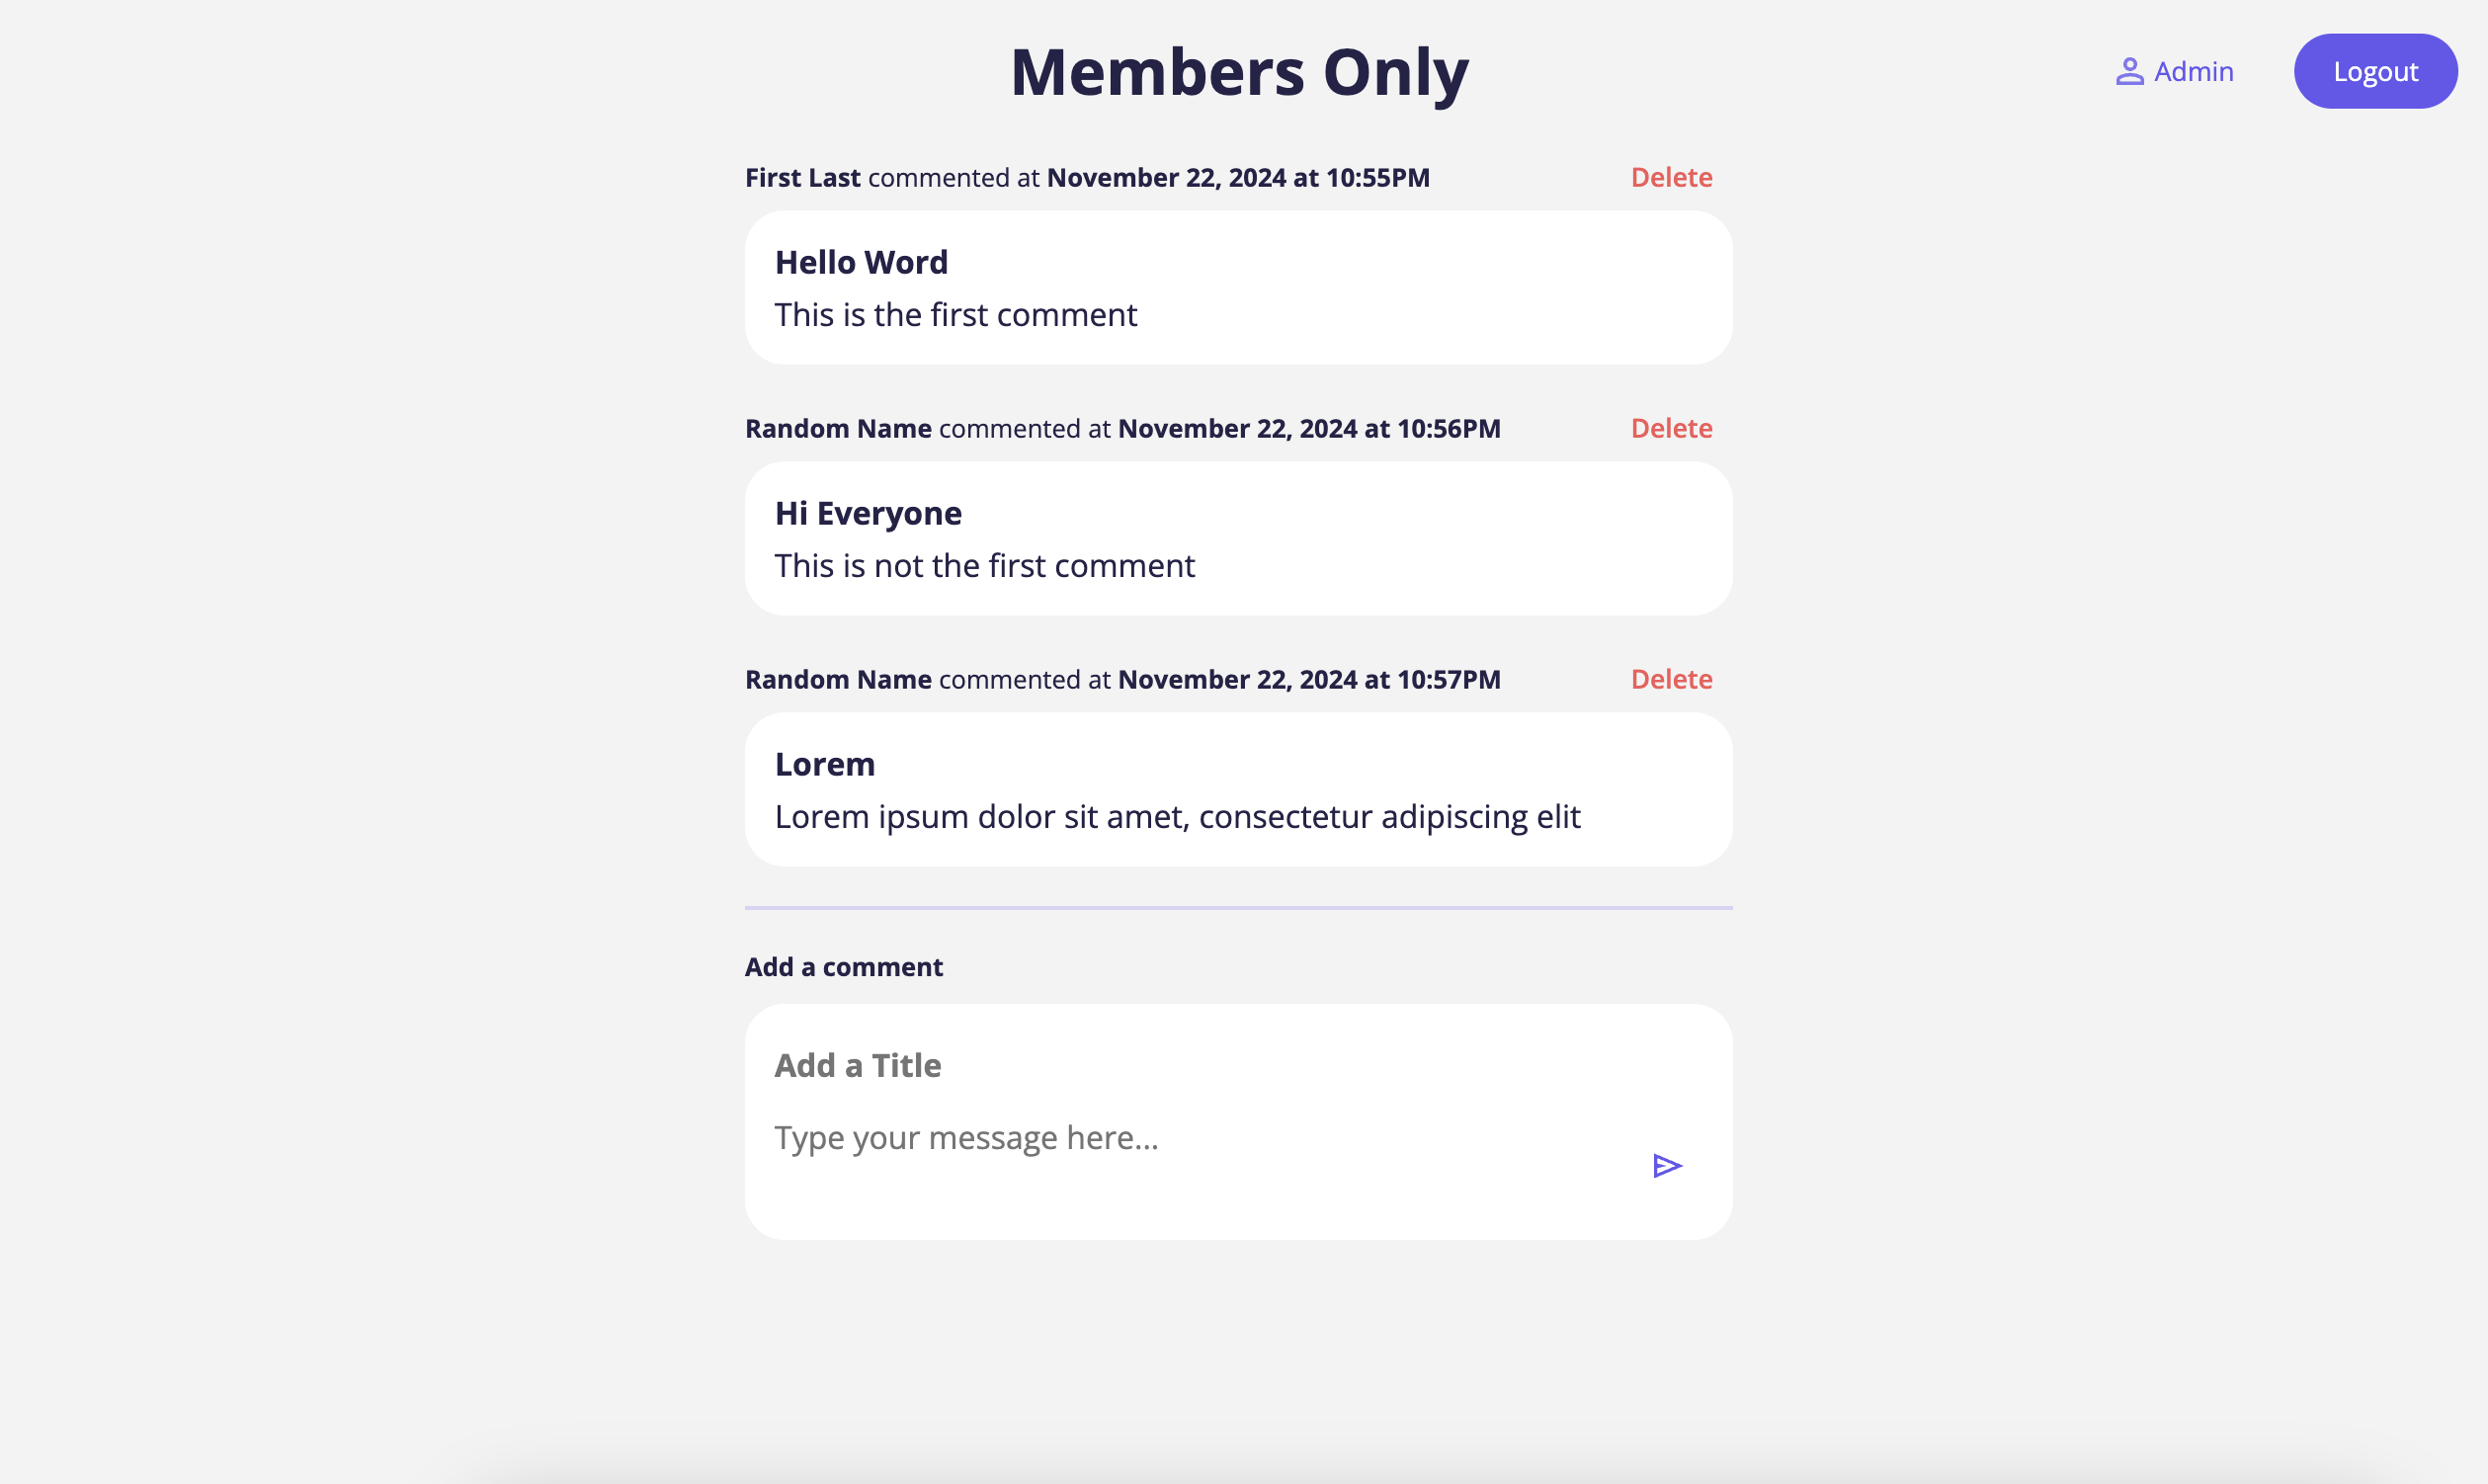 Members Only
Admin
Logout
First Last commented at November 22, 2024 at 10:55PM
Delete
Hello Word
This is the first comment
Random Name commented at November 22, 2024 at 10:56PM
Delete
Hi Everyone
This is not the first comment
Random Name commented at November 22, 2024 at 10:57PM
Delete
Lorem
Lorem ipsum dolor sit amet, consectetur adipiscing elit
Add a comment
Add a Title
Type your message here...